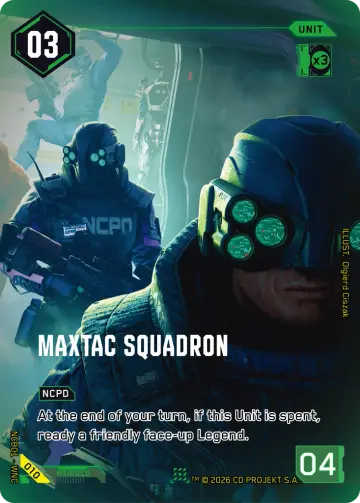 03
UNIT
x3
NCPD
ILLUST. Olgierd Ciszak
MAXTAC SQUADRON
NCPD
At the end of your turn, if this Unit is spent,
ready a friendly face-up Legend.
010
04
™ © 2026 CD PROJEKT S.A.